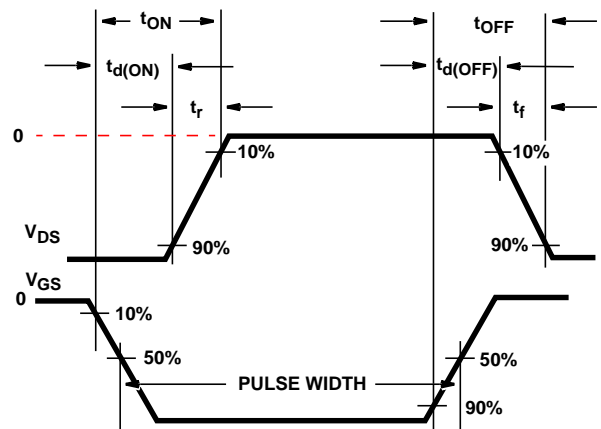 tON
tOFF
td(ON)
td(OFF)
tr
tf
0
10%
10%
VDS
90%
90%
VGS
0
10%
50%
50%
PULSE WIDTH
90%